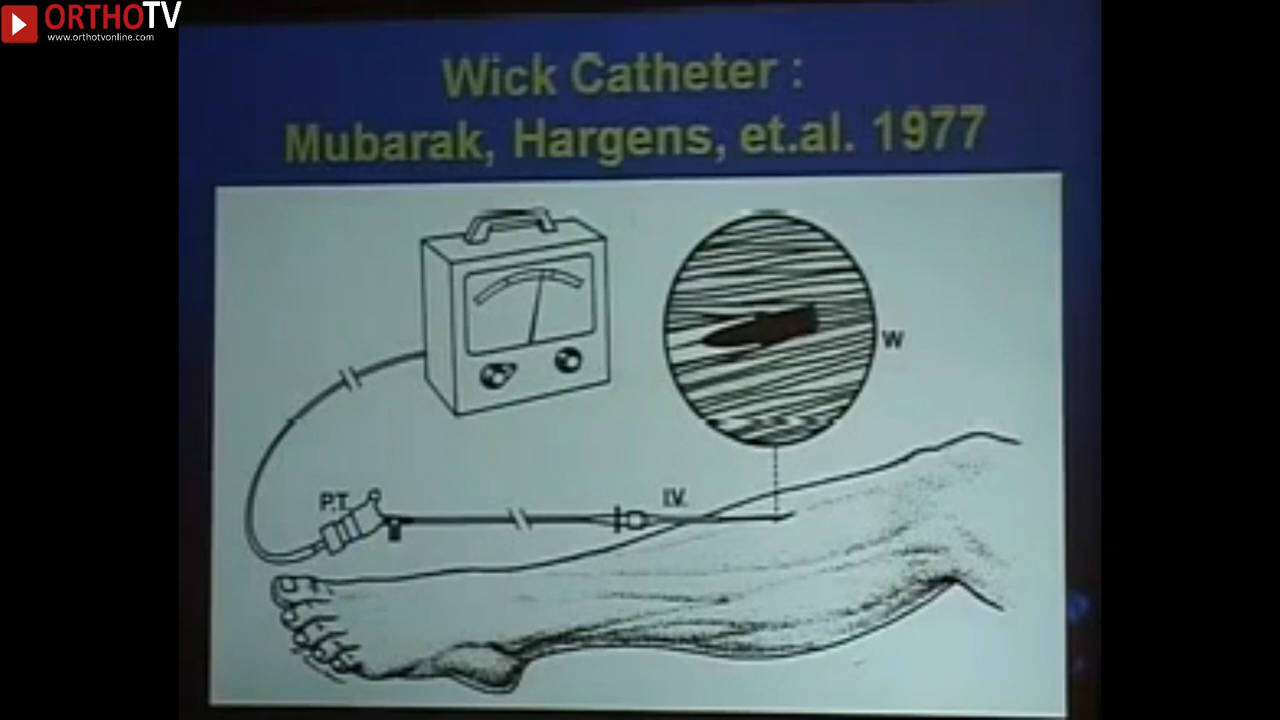 ORTHOTV
www.orthotvonline.com
Wick Catheter :
Mubarak, Hargens, et.al. 1977
W
P.T.
I.V.